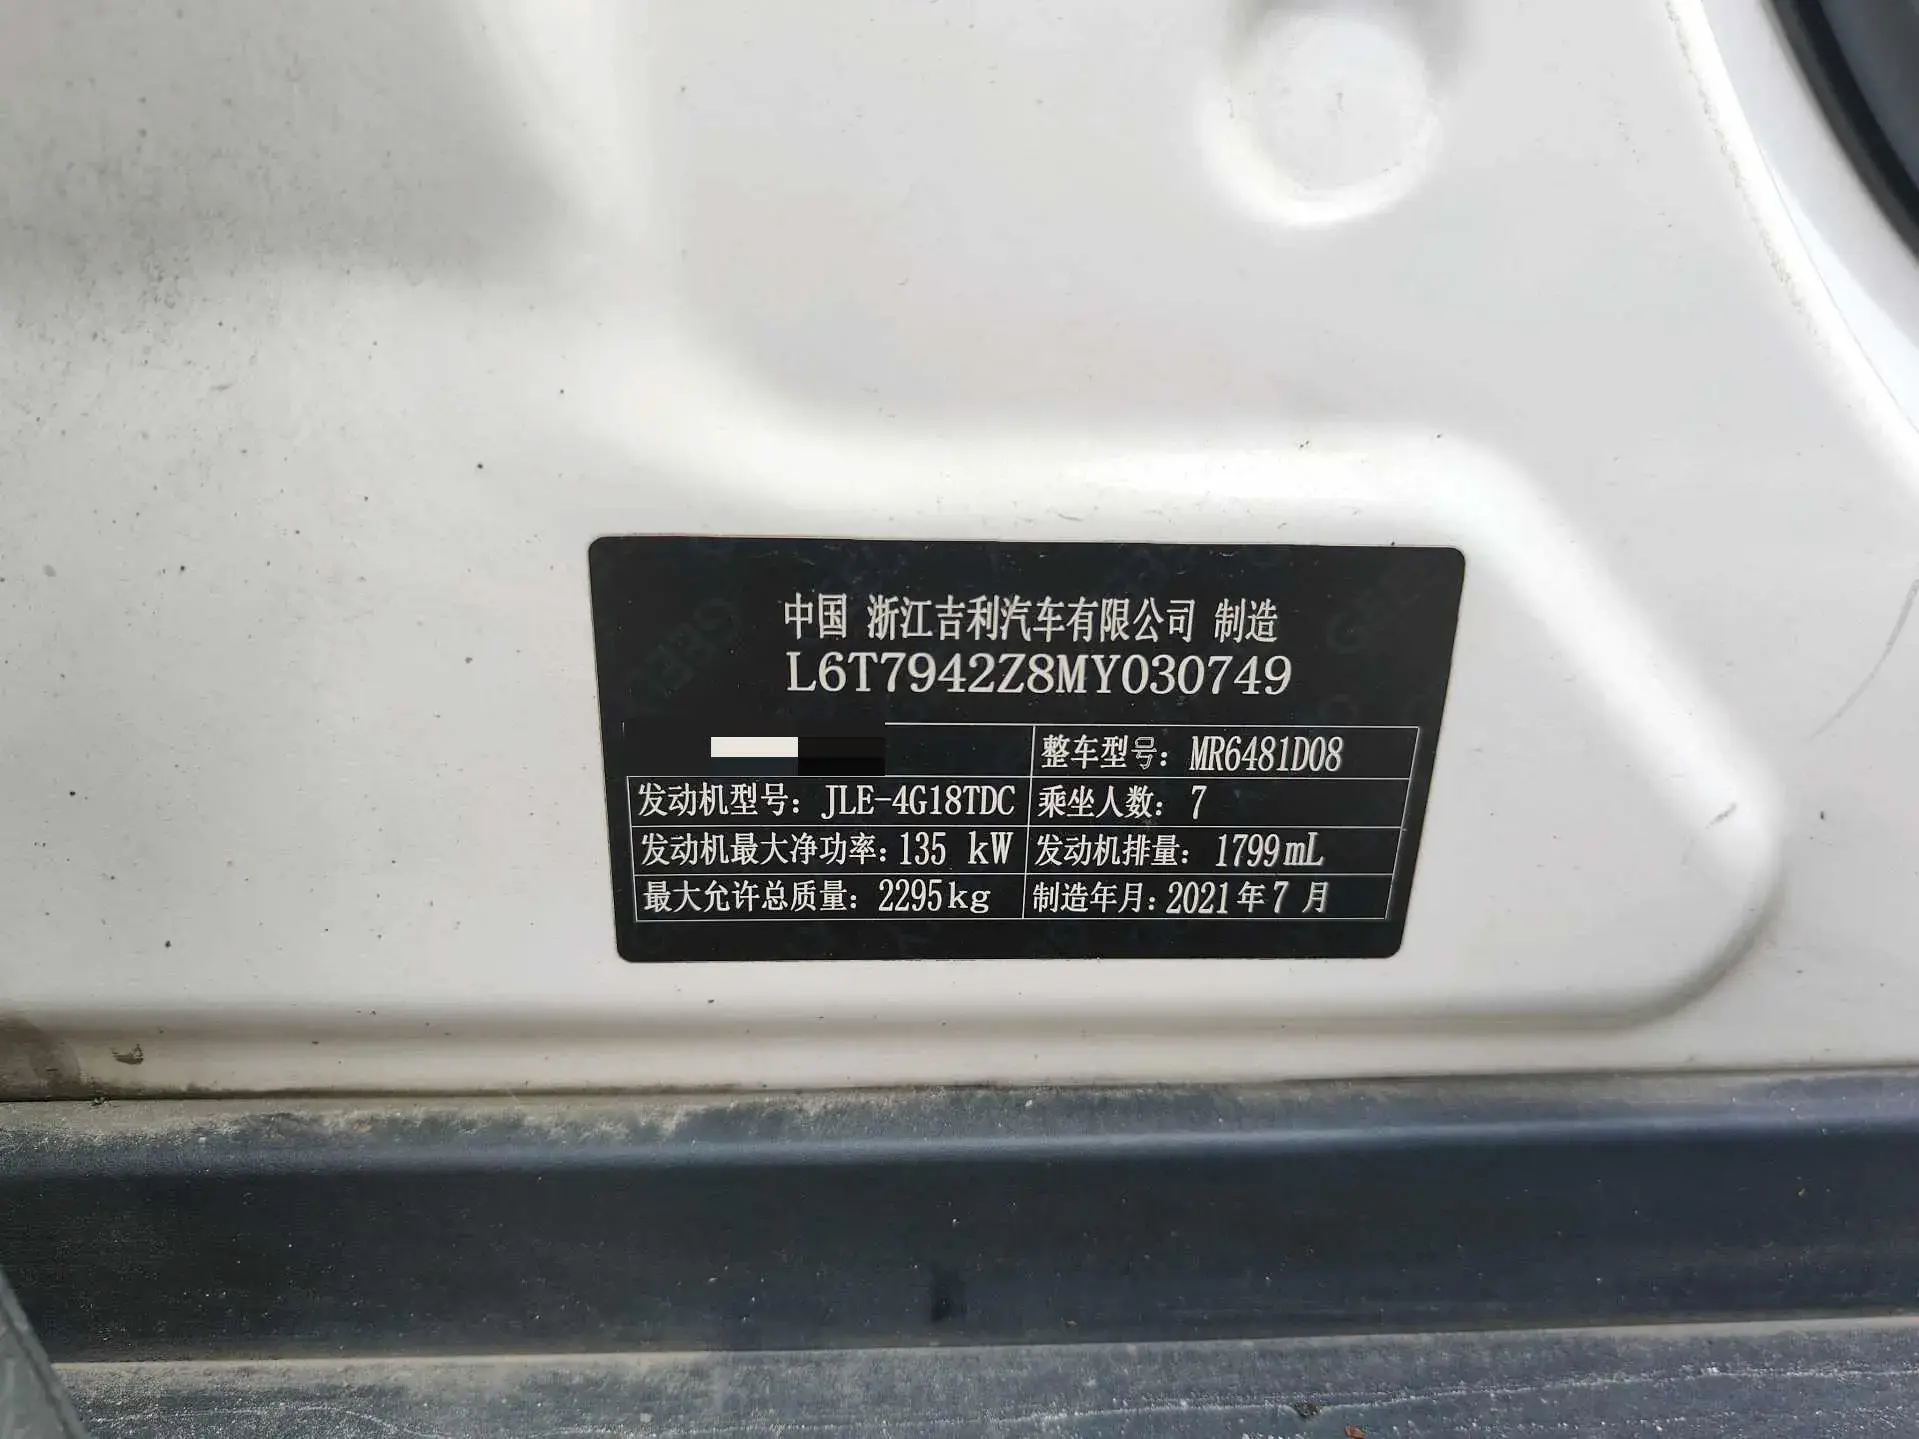 中国 浙江吉利汽车有限公司 制造
L6T7942Z8MY030749
整车型号：MR6481D08
发动机型号：JLE-4G18TDC 乘坐人数：7
发动机最大净功率：135 kW 发动机排量：1799mL
最大允许总质量：2295kg 制造年月：2021年7月